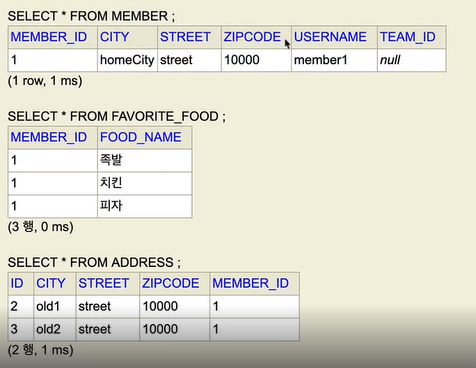 SELECT * FROM MEMBER ;
MEMBER_ID CITY STREET ZIPCODE USERNAME TEAM_ID
1 homeCity street 10000 member1 null
(1 row, 1 ms)
SELECT * FROM FAVORITE_FOOD ;
MEMBER_ID FOOD_NAME
1 족발
1 치킨
1 피자
(3 행, 0 ms)
SELECT * FROM ADDRESS ;
ID CITY STREET ZIPCODE MEMBER_ID
2 old1 street 10000 1
3 old2 street 10000 1
(2 행, 1 ms)